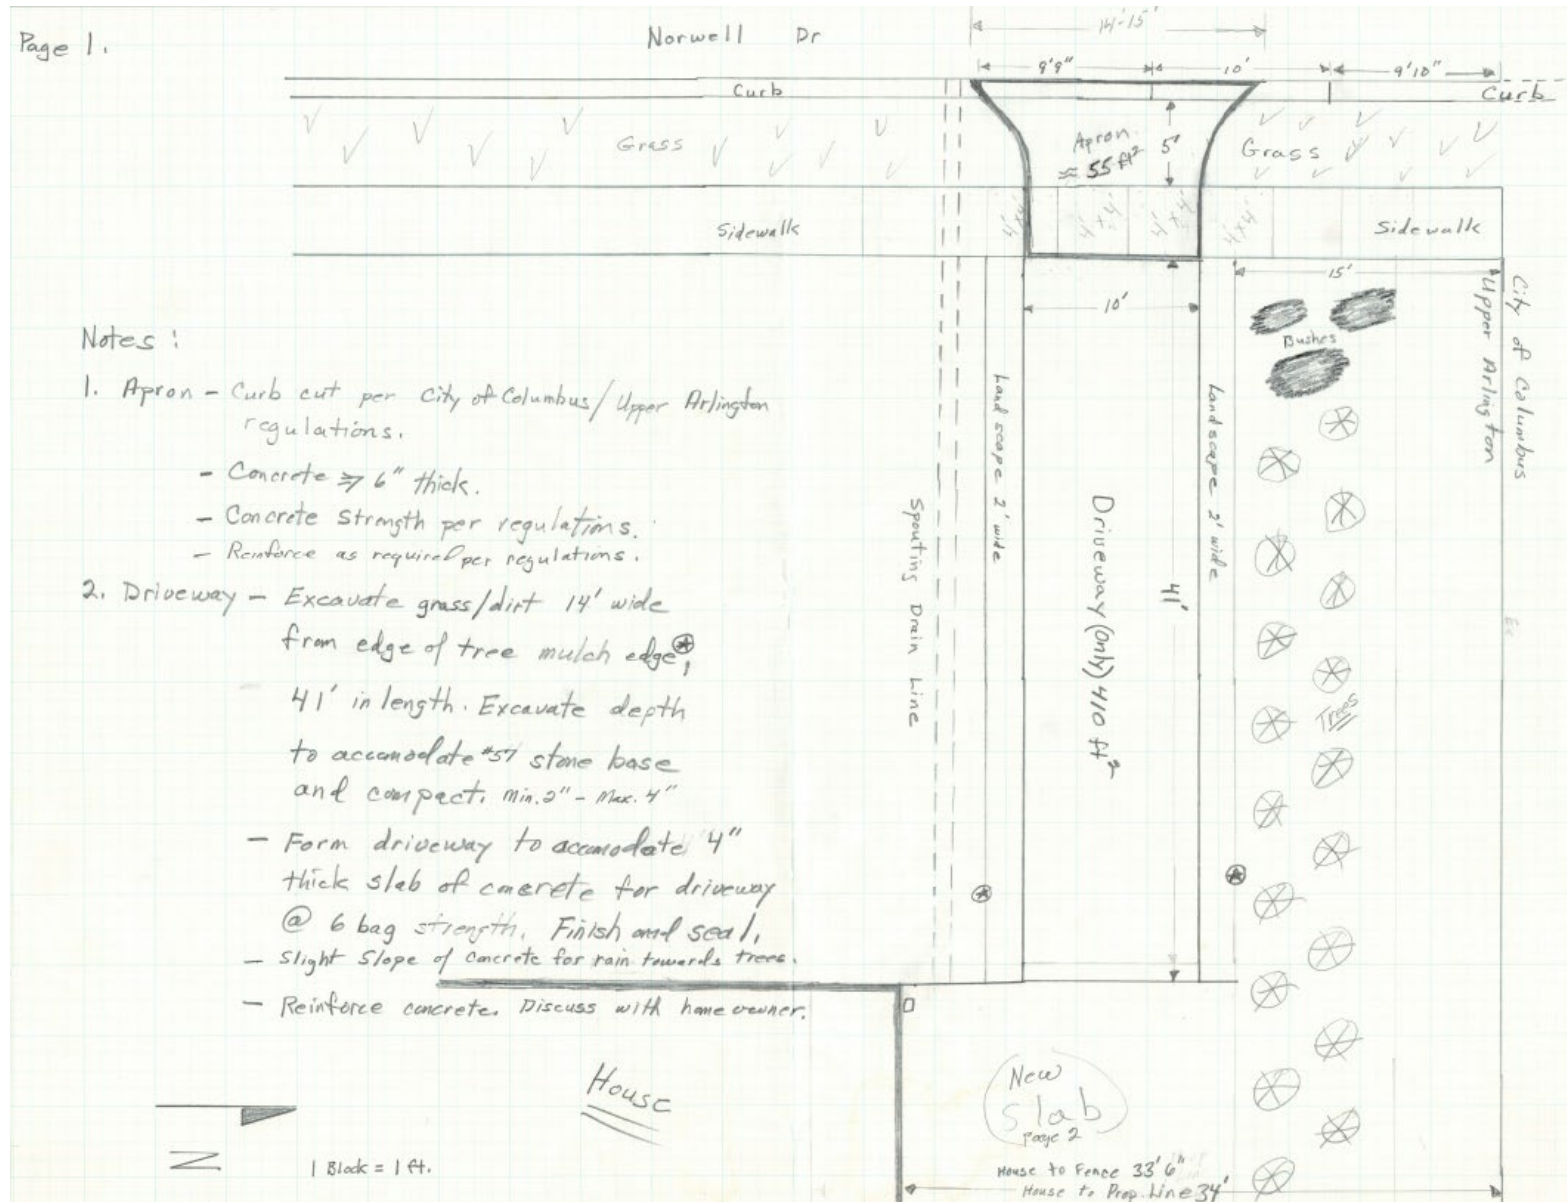 Page 1.
Norwell Dr
14'-15'
9'9"
10'
9'10"
Curb
Curb
Grass
Apron
≈ 55 ft²
5'
Grass
Sidewalk
4'x4'
4'x4'
4'x4'
4'x4'
Sidewalk
10'
15'
Bushes
City of Columbus
Upper Arlington
Notes:
1. Apron - Curb cut per City of Columbus/Upper Arlington
regulations.
- Concrete ≥ 6" thick.
- Concrete Strength per regulations.
- Reinforce as required per regulations.
2. Driveway - Excavate grass/dirt 14' wide
from edge of tree mulch edge,
41' in length. Excavate depth
to accomodate #57 stone base
and compact. Min. 2" - Max. 4"
- Form driveway to accomodate 4"
thick slab of concrete for driveway
@ 6 bag strength. Finish and seal.
- Slight Slope of concrete for rain towards trees.
- Reinforce concrete. Discuss with homeowner.
Spouting Drain Line
Landscape 2' wide
Driveway (only) 410 ft²
41'
Landscape 2' wide
Trees
House
New
Slab
page 2
House to Fence 33'6"
House to Prop. Line 34'
N
1 Block = 1 ft.